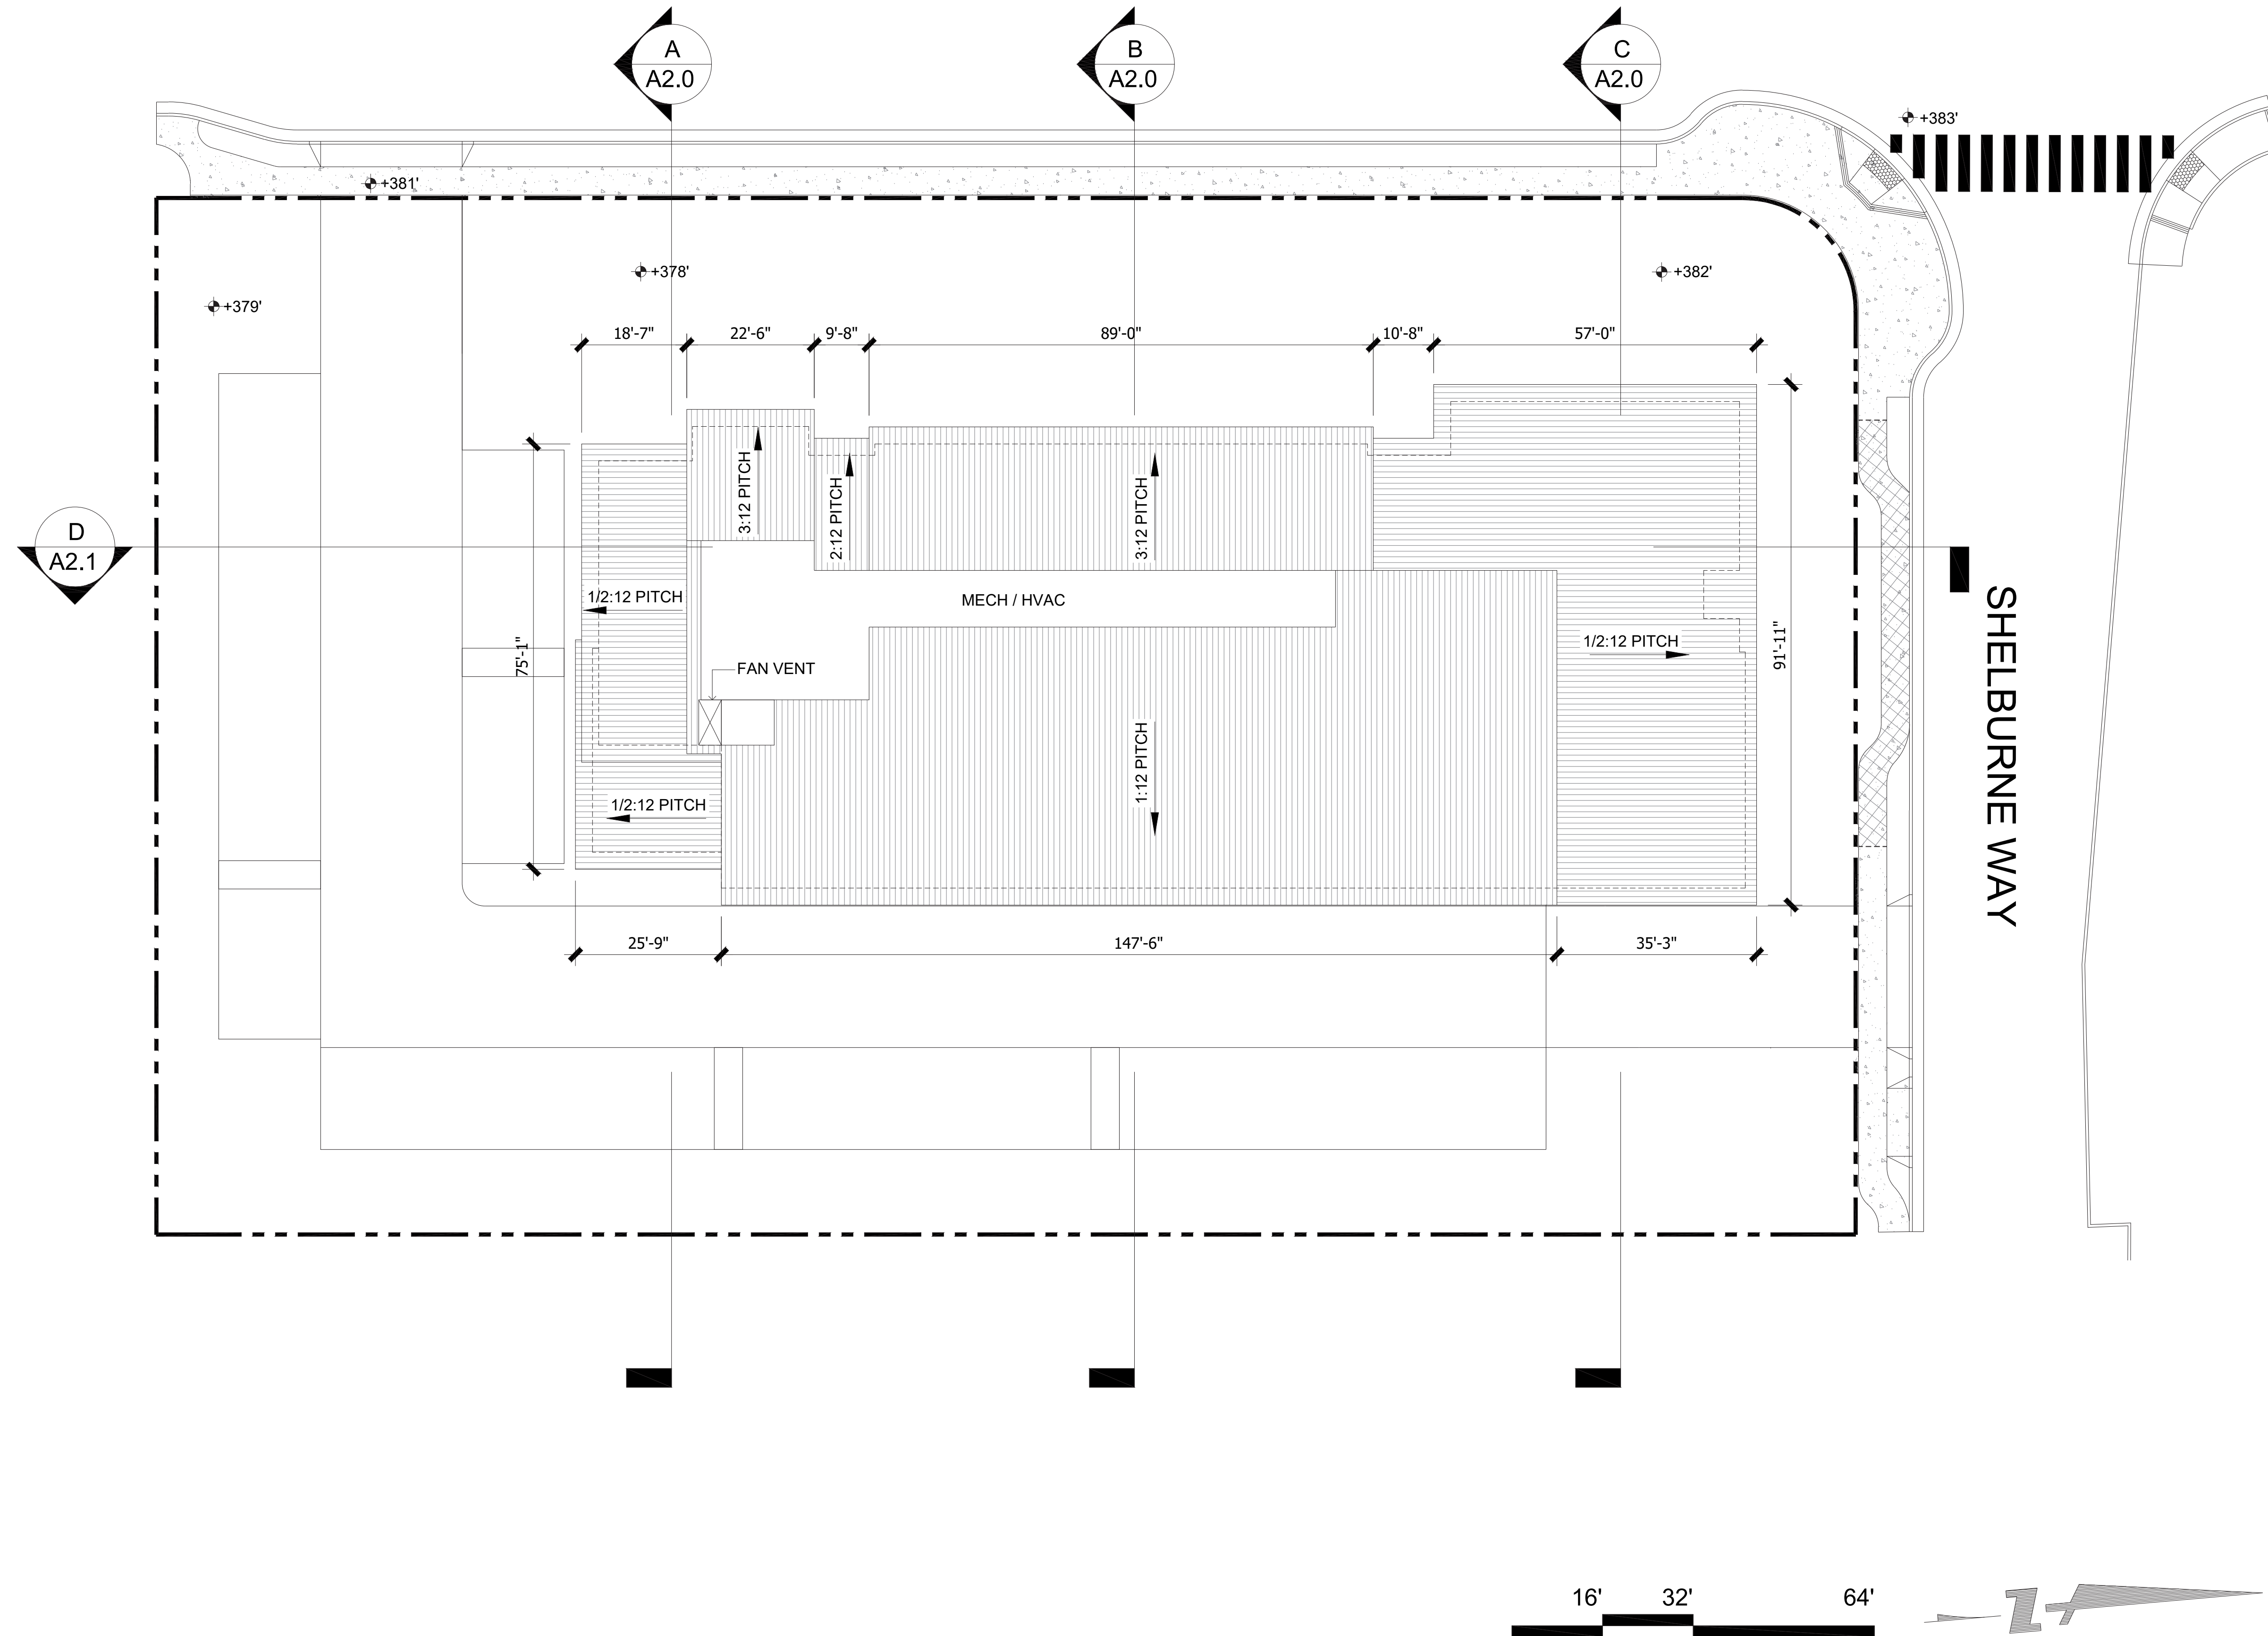 A
A2.0
B
A2.0
C
A2.0
+383'
+381'
+378'
+382'
+379'
18'-7"
22'-6"
9'-8"
89'-0"
10'-8"
57'-0"
3:12 PITCH
2:12 PITCH
3:12 PITCH
D
A2.1
1/2:12 PITCH
MECH / HVAC
75'-1"
FAN VENT
1/2:12 PITCH
91'-11"
SHELBURNE WAY
1:12 PITCH
1/2:12 PITCH
25'-9"
147'-6"
35'-3"
16' 32' 64'
Z